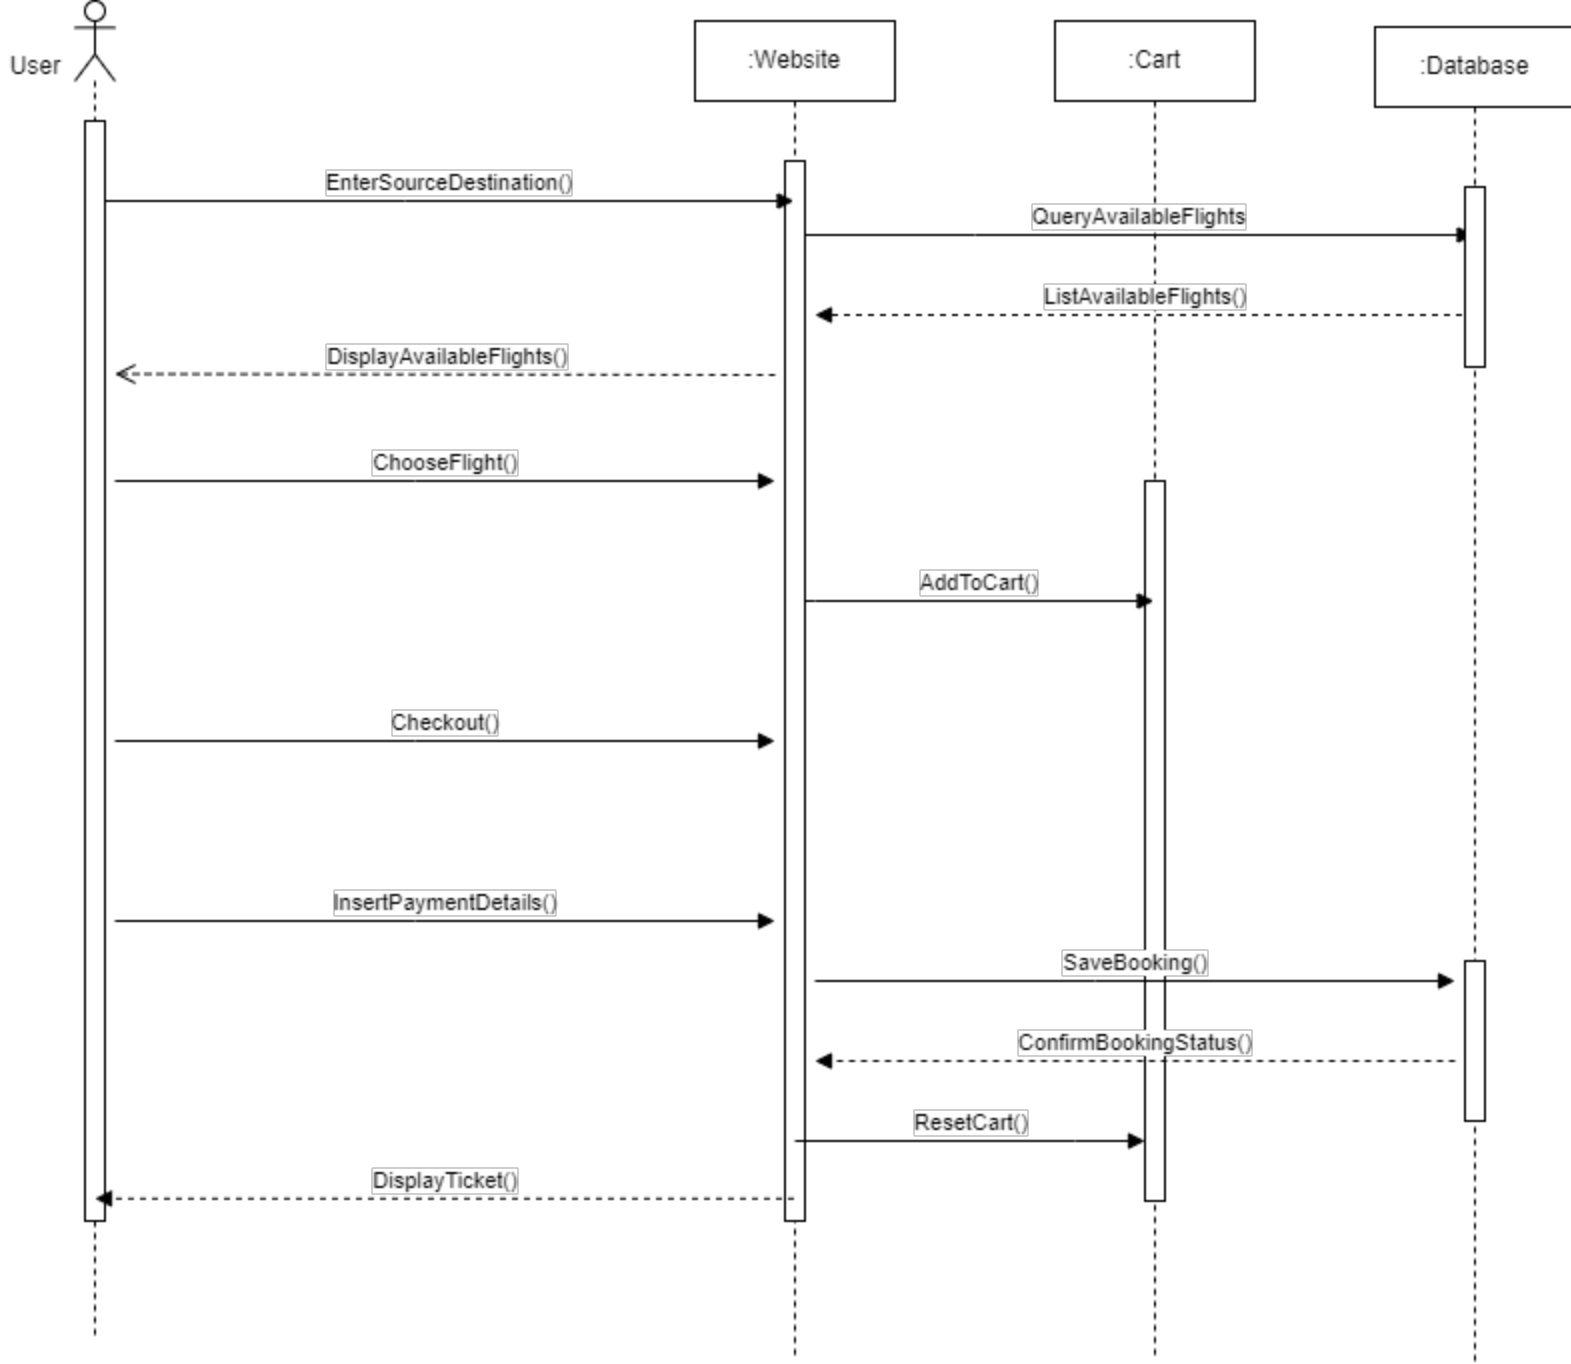 User
:Website
:Cart
:Database
EnterSourceDestination()
QueryAvailableFlights
ListAvailableFlights()
DisplayAvailableFlights()
ChooseFlight()
AddToCart()
Checkout()
InsertPaymentDetails()
SaveBooking()
ConfirmBookingStatus()
ResetCart()
DisplayTicket()